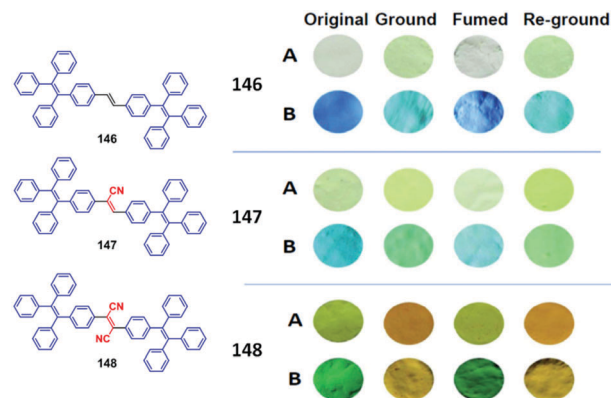 Original Ground Fumed Re-ground
146
146
A
B
CN
147
147
A
B
CN
NC
148
148
A
B